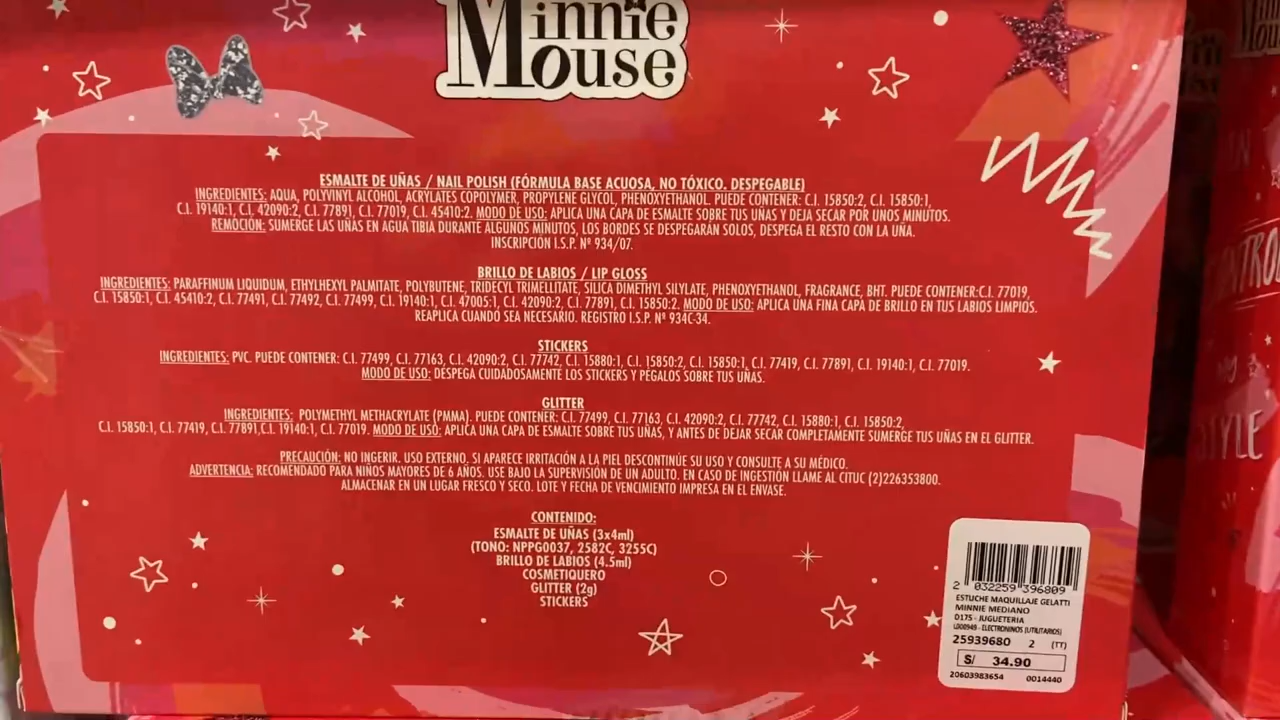 Minnie
Mouse
ESMALTE DE UÑAS / NAIL POLISH (FÓRMULA BASE ACUOSA, NO TÓXICO. DESPEGABLE)
INGREDIENTES: AQUA, POLYVINYL ALCOHOL, ACRYLATES COPOLYMER, PROPYLENE GLYCOL, PHENOXYETHANOL. PUEDE CONTENER: C.I. 15850:2, C.I. 15850:1,
C.I. 19140:1, C.I. 42090:2, C.I. 77891, C.I. 77019, C.I. 45410:2. MODO DE USO: APLICA UNA CAPA DE ESMALTE SOBRE TUS UÑAS Y DEJA SECAR POR UNOS MINUTOS.
REMOCIÓN: SUMERGE LAS UÑAS EN AGUA TIBIA DURANTE ALGUNOS MINUTOS, LOS BORDES SE DESPEGARÁN SOLOS, DESPEGA EL RESTO CON LA UÑA.
INSCRIPCIÓN I.S.P. Nº 934/07.
BRILLO DE LABIOS / LIP GLOSS
INGREDIENTES: PARAFFINUM LIQUIDUM, ETHYLHEXYL PALMITATE, POLYBUTENE, TRIDECYL TRIMELLITATE, SILICA DIMETHYL SILYLATE, PHENOXYETHANOL, FRAGRANCE, BHT. PUEDE CONTENER:C.I. 77019,
C.I. 15850:1, C.I. 45410:2, C.I. 77491, C.I. 77492, C.I. 77499, C.I. 19140:1, C.I. 47005:1, C.I. 42090:2, C.I. 77891, C.I. 15850:2. MODO DE USO: APLICA UNA FINA CAPA DE BRILLO EN TUS LABIOS LIMPIOS.
REAPLICA CUANDO SEA NECESARIO. REGISTRO I.S.P. Nº 934C-34.
STICKERS
INGREDIENTES: PVC. PUEDE CONTENER: C.I. 77499, C.I. 77163, C.I. 42090:2, C.I. 77742, C.I. 15880:1, C.I. 15850:2, C.I. 15850:1, C.I. 77419, C.I. 77891, C.I. 19140:1, C.I. 77019.
MODO DE USO: DESPEGA CUIDADOSAMENTE LOS STICKERS Y PÉGALOS SOBRE TUS UÑAS.
GLITTER
INGREDIENTES: POLYMETHYL METHACRYLATE (PMMA). PUEDE CONTENER: C.I. 77499, C.I. 77163, C.I. 42090:2, C.I. 77742, C.I. 15880:1, C.I. 15850:2,
C.I. 15850:1, C.I. 77419, C.I. 77891,C.I. 19140:1, C.I. 77019. MODO DE USO: APLICA UNA CAPA DE ESMALTE SOBRE TUS UÑAS, Y ANTES DE DEJAR SECAR COMPLETAMENTE SUMERGE TUS UÑAS EN EL GLITTER.
PRECAUCIÓN: NO INGERIR. USO EXTERNO. SI APARECE IRRITACIÓN A LA PIEL DESCONTINÚE SU USO Y CONSULTE A SU MÉDICO.
ADVERTENCIA: RECOMENDADO PARA NIÑOS MAYORES DE 6 AÑOS. USE BAJO LA SUPERVISIÓN DE UN ADULTO. EN CASO DE INGESTIÓN LLAME AL CITUC (2)226353800.
ALMACENAR EN UN LUGAR FRESCO Y SECO. LOTE Y FECHA DE VENCIMIENTO IMPRESA EN EL ENVASE.
CONTENIDO:
ESMALTE DE UÑAS (3x4ml)
(TONO: NPPG0037, 2582C, 3255C)
BRILLO DE LABIOS (4.5ml)
COSMETIQUERO
GLITTER (2g)
STICKERS
2 032259 396809
ESTUCHE MAQUILLAJE GELATTI
MINNIE MEDIANO
D175 - JUGUETERIA
L000949 - ELECTRONINOS (UTILITARIOS)
25939680 2 (TT)
S/ 34.90
20603983654 0014440
STYLE